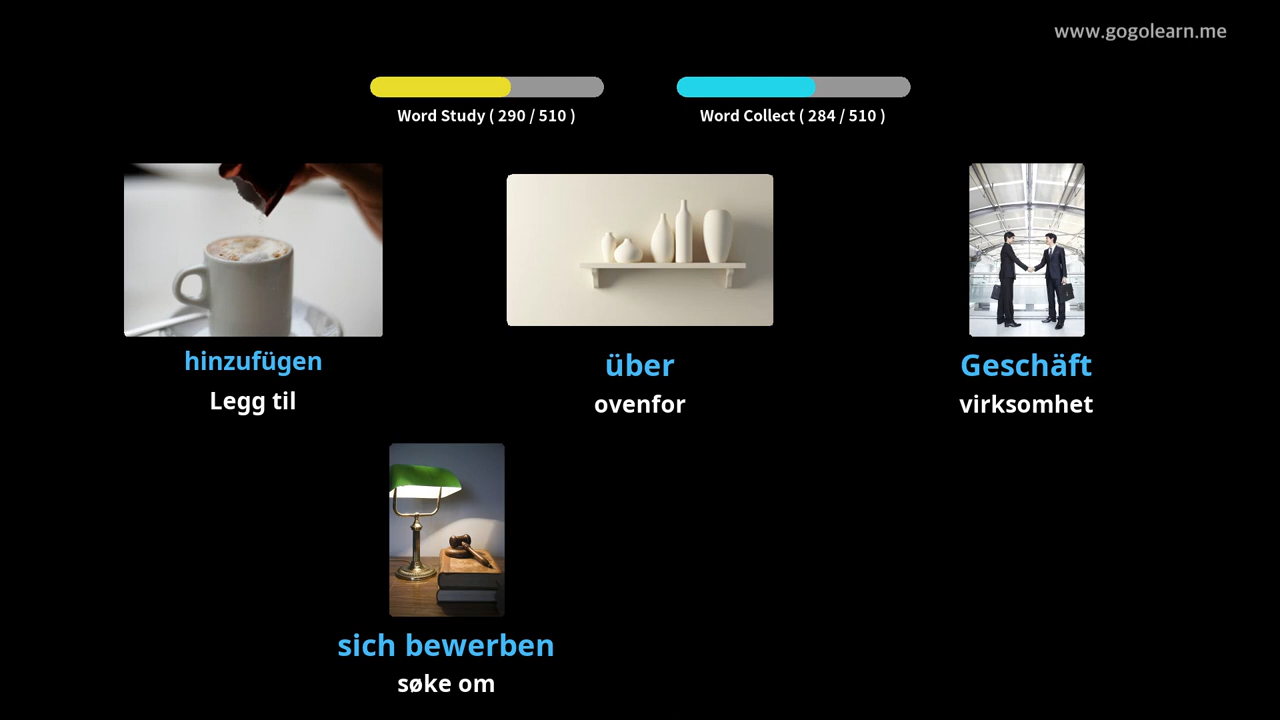 www.gogolearn.me
Word Study ( 290 / 510 )
Word Collect ( 284 / 510 )
hinzufügen
Legg til
über
ovenfor
Geschäft
virksomhet
sich bewerben
søke om